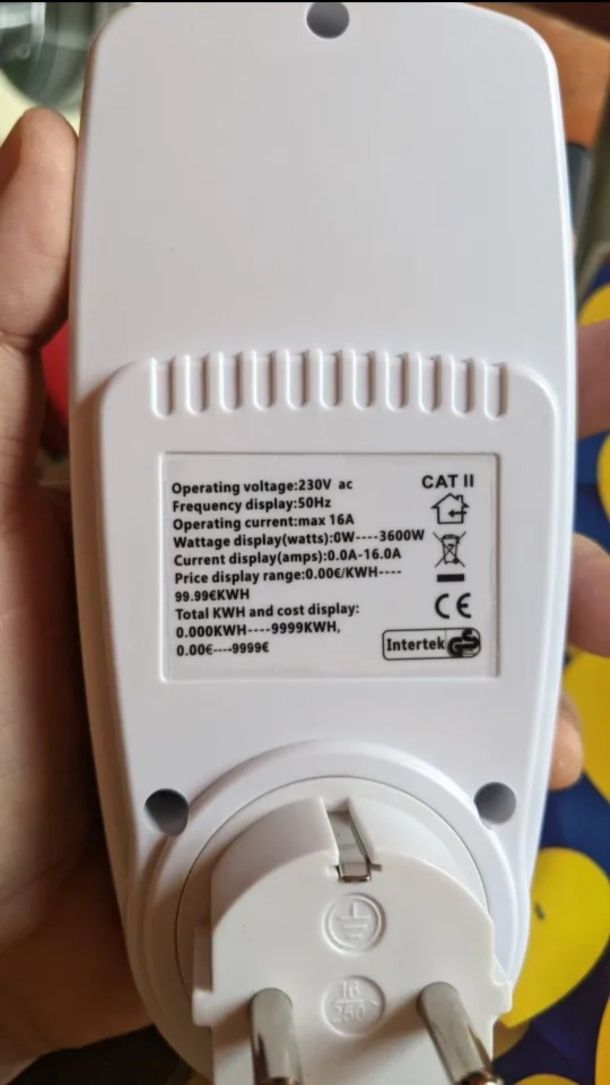 Operating voltage:230V ac
Frequency display:50Hz
Operating current:max 16A
Wattage display(watts):0W----3600W
Current display(amps):0.0A-16.0A
Price display range:0.00€/KWH----
99.99€KWH
Total KWH and cost display:
0.000KWH----9999KWH,
0.00€----9999€
CAT II
CE
Intertek
GS
16
250